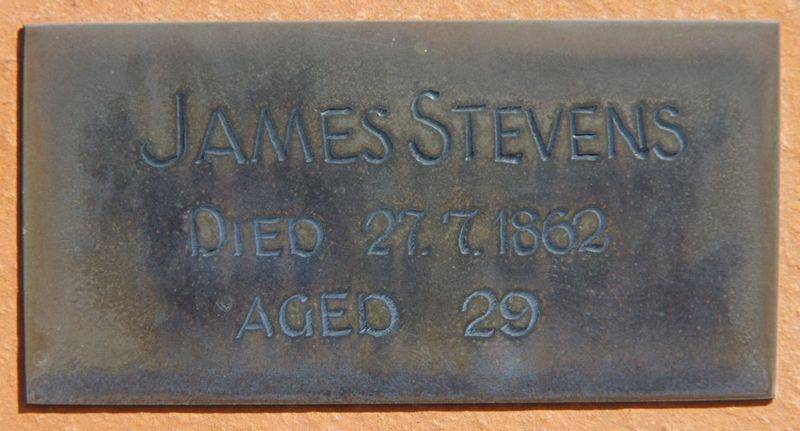 JAMES STEVENS
DIED 27.7.1862
AGED 29